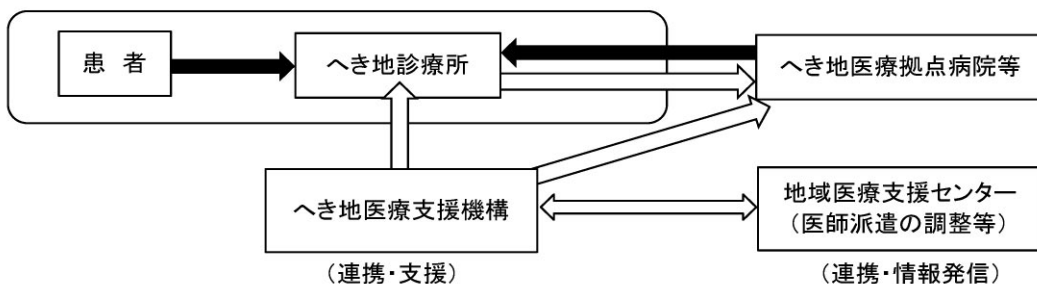 患 者
へき地診療所
へき地医療拠点病院等
へき地医療支援機構
地域医療支援センター
（医師派遣の調整等）
（連携・支援）
（連携・情報発信）